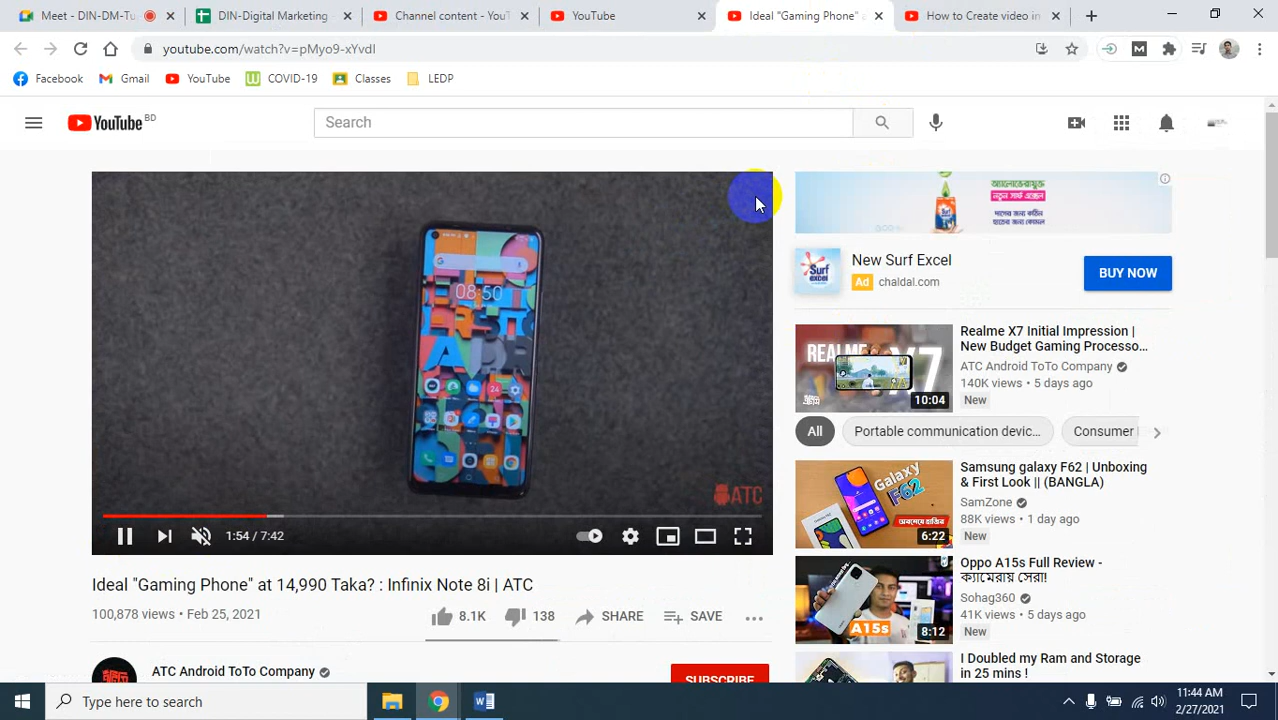 Meet - DIN-DM-Tu
DIN-Digital Marketing -
Channel content - YouT
YouTube
Ideal "Gaming Phone" a
How to Create video in
youtube.com/watch?v=pMyo9-xYvdI
Facebook
Gmail
YouTube
COVID-19
Classes
LEDP
YouTube BD
Search
08:50
ATC
1:54 / 7:42
Ideal "Gaming Phone" at 14,990 Taka? : Infinix Note 8i | ATC
100,878 views • Feb 25, 2021
8.1K
138
SHARE
SAVE
ATC Android ToTo Company
SUBSCRIBE
New Surf Excel
Ad chaldal.com
BUY NOW
REALME X7
10:04
Realme X7 Initial Impression |
New Budget Gaming Processo...
ATC Android ToTo Company
140K views • 5 days ago
New
All
Portable communication devic...
Consumer
Galaxy
F62
6:22
Samsung galaxy F62 | Unboxing
& First Look || (BANGLA)
SamZone
88K views • 1 day ago
New
A15s
8:12
Oppo A15s Full Review -
ক্যামেরায় সেরা!
Sohag360
41K views • 5 days ago
New
I Doubled my Ram and Storage
in 25 mins !
Type here to search
11:44 AM
2/27/2021